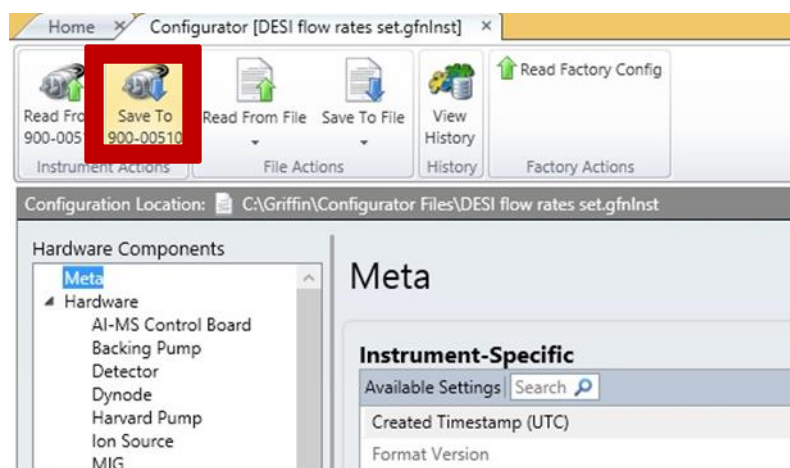 Home
Configurator [DESI flow rates set.gfnInst]
Read Fro
900-0051
Save To
900-00510
Read From File
Save To File
View
History
Read Factory Config
Instrument Actions
File Actions
History
Factory Actions
Configuration Location: C:\Griffin\Configurator Files\DESI flow rates set.gfnInst
Hardware Components
Meta
Hardware
AI-MS Control Board
Backing Pump
Detector
Dynode
Harvard Pump
Ion Source
MIG
Meta
Instrument-Specific
Available Settings Search
Created Timestamp (UTC)
Format Version